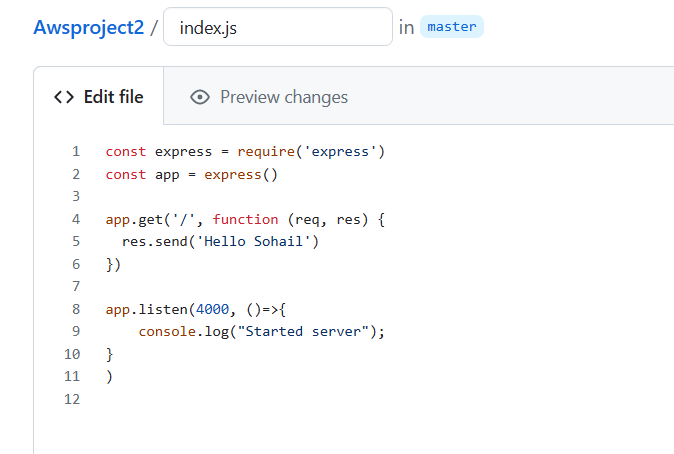 Awsproject2 / index.js in master
Edit file Preview changes
1 const express = require('express')
2 const app = express()
3
4 app.get('/', function (req, res) {
5   res.send('Hello Sohail')
6 })
7
8 app.listen(4000, ()=>{
9     console.log("Started server");
10 }
11 )
12